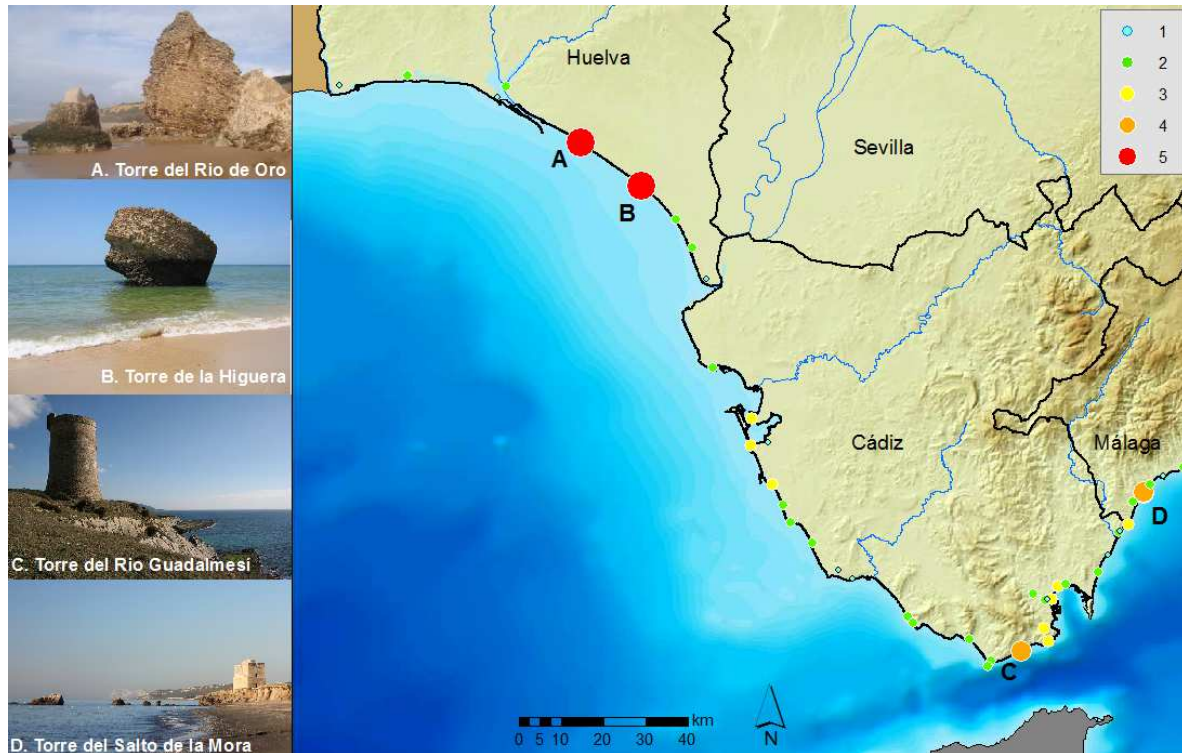 A. Torre del Rio de Oro
B. Torre de la Higuera
C. Torre del Rio Guadalmesi
D. Torre del Salto de la Mora
Huelva
Sevilla
Cádiz
Málaga
A
B
C
D
1
2
3
4
5
km
0 5 10 20 30 40
N